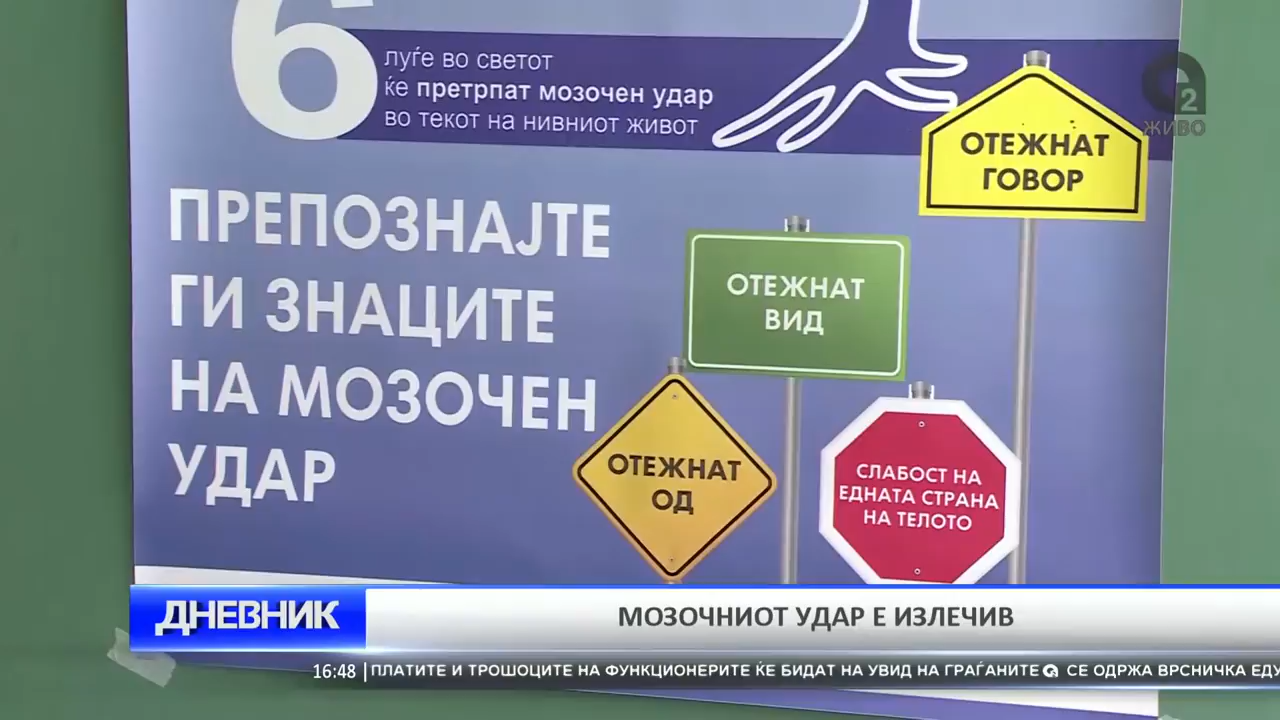 6
луѓе во светот
ќе претрпат мозочен удар
во текот на нивниот живот
ПРЕПОЗНАЈТЕ
ГИ ЗНАЦИТЕ
НА МОЗОЧЕН
УДАР
ОТЕЖНАТ
ГОВОР
ОТЕЖНАТ
ВИД
ОТЕЖНАТ
ОД
СЛАБОСТ НА
ЕДНАТА СТРАНА
НА ТЕЛОТО
2
ЖИВО
ДНЕВНИК
МОЗОЧНИОТ УДАР Е ИЗЛЕЧИВ
16:48 ПЛАТИТЕ И ТРОШОЦИТЕ НА ФУНКЦИОНЕРИТЕ ЌЕ БИДАТ НА УВИД НА ГРАЃАНИТЕ СЕ ОДРЖА ВРСНИЧКА ЕДУ